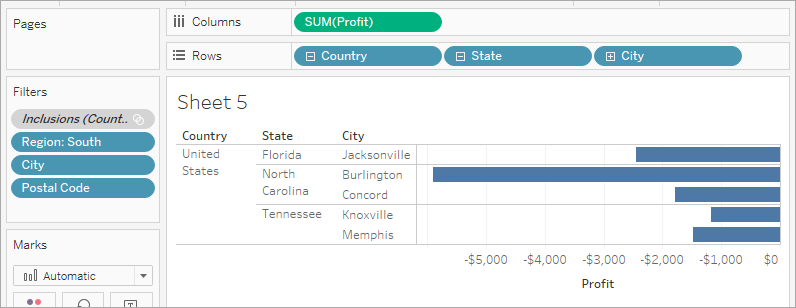 Pages
Columns
SUM(Profit)
Rows
Country
State
City
Filters
Inclusions (Count..
Region: South
City
Postal Code
Marks
Automatic
Sheet 5
Country State City
United States Florida Jacksonville
North Carolina Burlington
Concord
Tennessee Knoxville
Memphis
-$5,000 -$4,000 -$3,000 -$2,000 -$1,000 $0
Profit